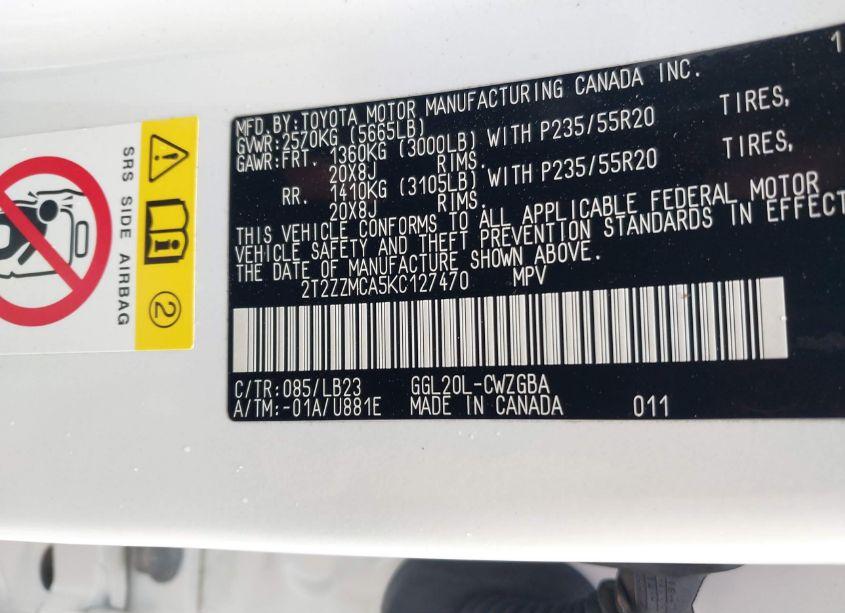 1
MFD.BY:TOYOTA MOTOR MANUFACTURING CANADA INC.
GVWR:2570KG (5665LB)
GAWR:FRT. 1360KG (3000LB) WITH P235/55R20 TIRES,
20X8J RIMS.
RR. 1410KG (3105LB) WITH P235/55R20 TIRES,
20X8J RIMS.
THIS VEHICLE CONFORMS TO ALL APPLICABLE FEDERAL MOTOR
VEHICLE SAFETY AND THEFT PREVENTION STANDARDS IN EFFECT
THE DATE OF MANUFACTURE SHOWN ABOVE.
2T2ZZMCA5KC127470 MPV
C/TR:085/LB23 GGL20L-CWZGBA
A/TM:-01A/U881E MADE IN CANADA 011
SRS SIDE AIRBAG
2